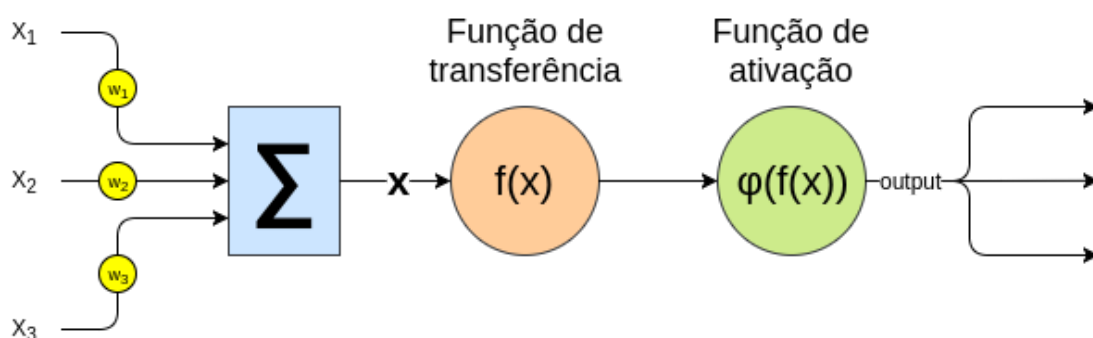 Função de
transferência
Função de
ativação
X1
w1
X2
w2
∑
x
f(x)
φ(f(x))
output
w3
X3